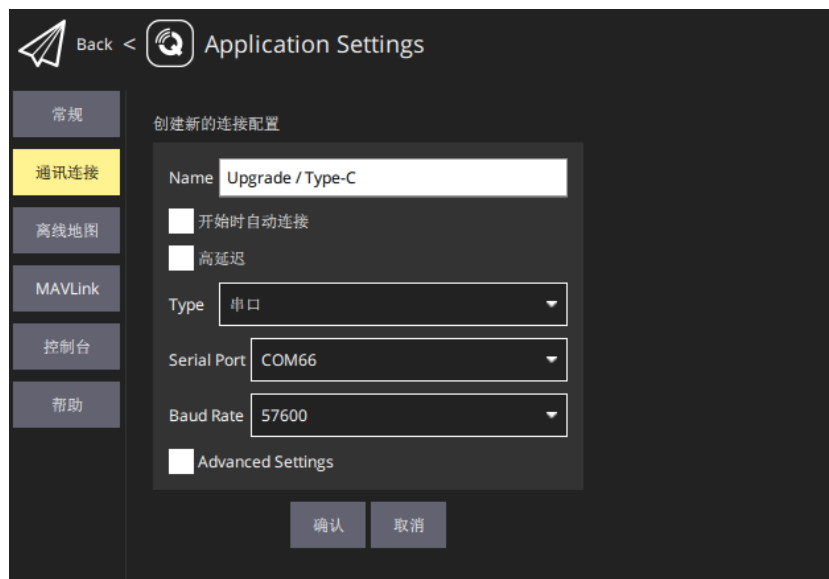 Back < Application Settings
常规
通讯连接
离线地图
MAVLink
控制台
帮助
创建新的连接配置
Name Upgrade / Type-C
开始时自动连接
高延迟
Type 串口
Serial Port COM66
Baud Rate 57600
Advanced Settings
确认 取消